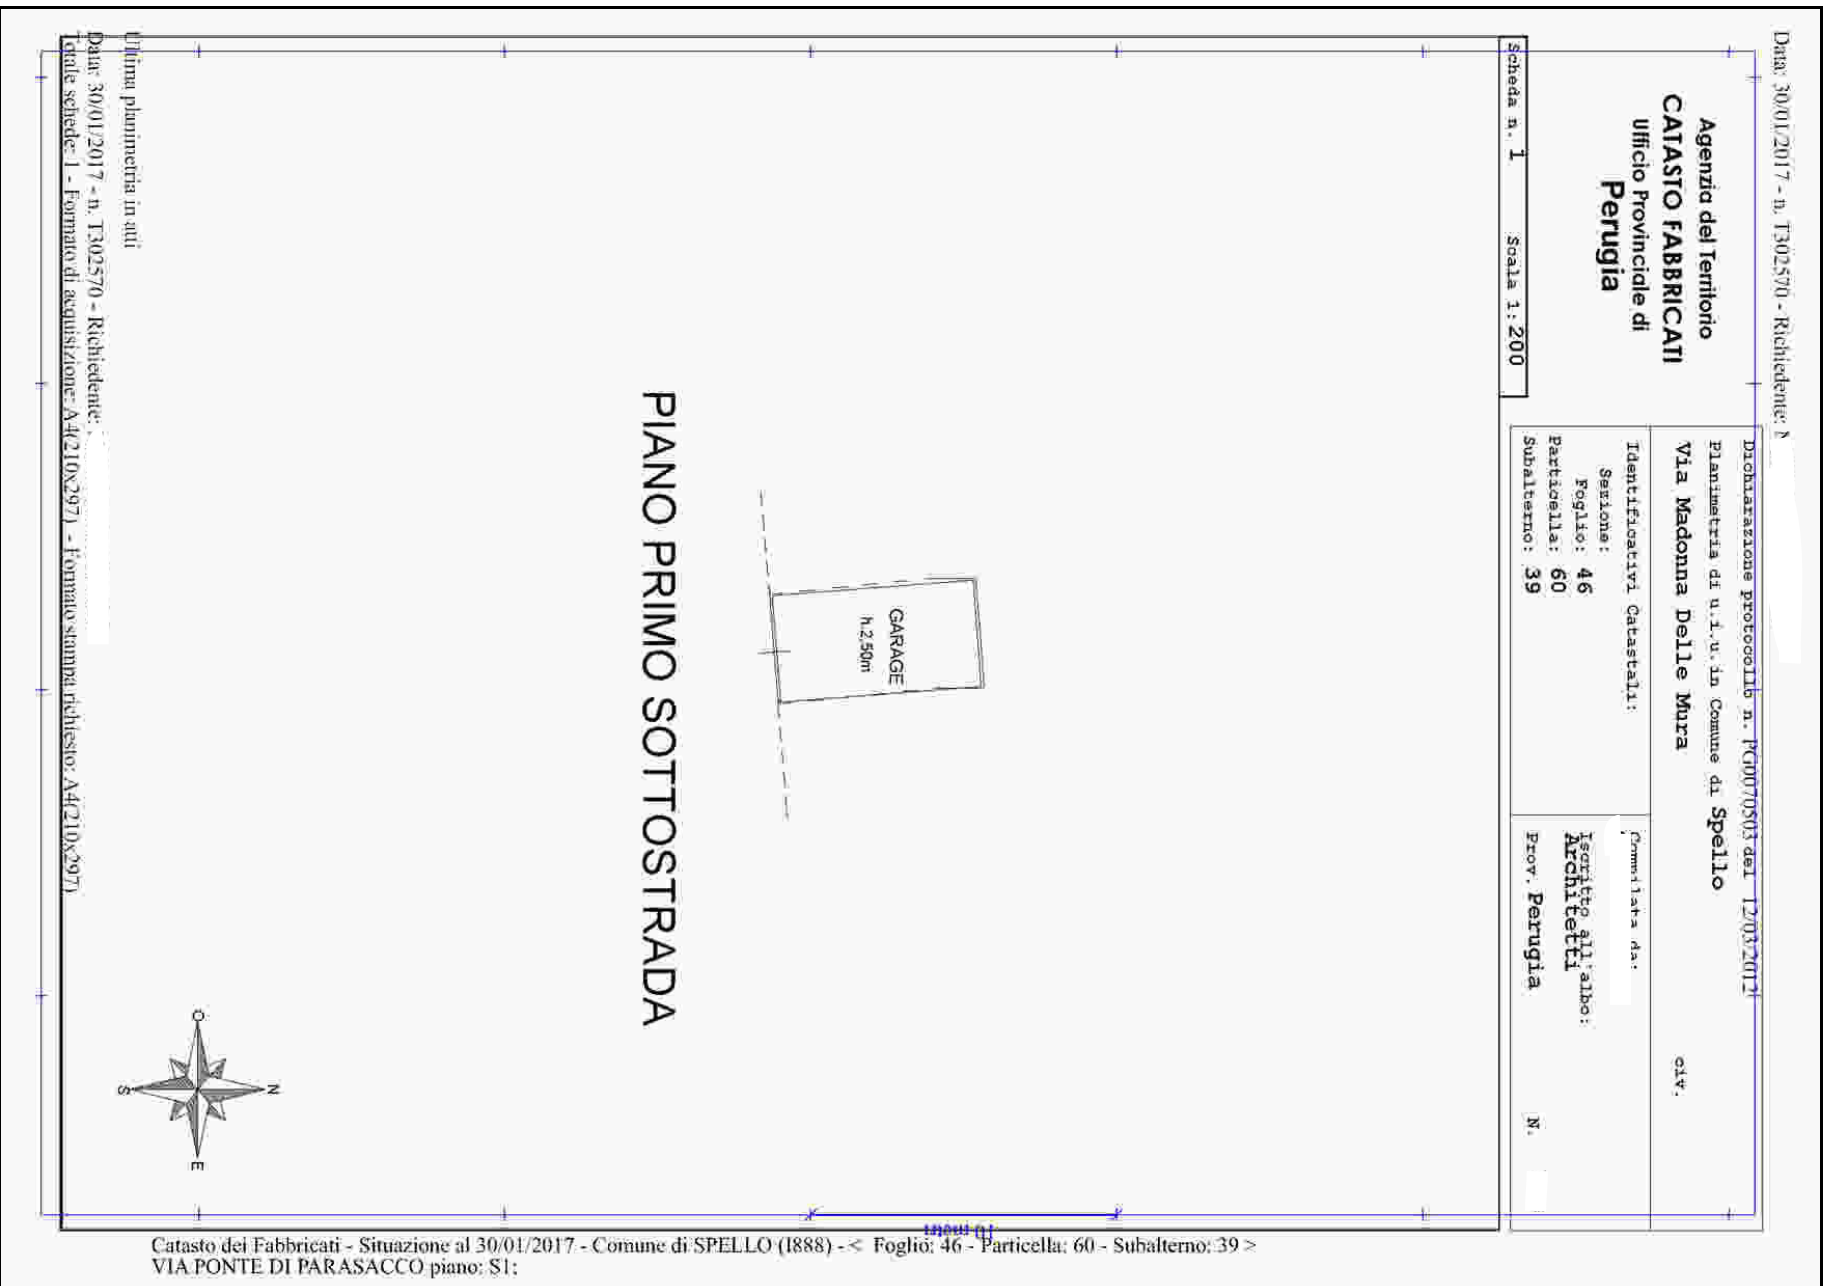 Data: 30/01/2017 - n. T302570 - Richiedente:
Agenzia del Territorio
CATASTO FABBRICATI
Ufficio Provinciale di
Perugia
Dichiarazione protocollo n. PG0070503 del 12/03/2012
Planimetria di u.i.u. in Comune di Spello
Via Madonna Delle Mura civ.
Identificativi Catastali:
Sezione:
Foglio: 46
Particella: 60
Subalterno: 39
Compilata da:
Iscritto all'albo:
Architetti
Prov. Perugia N.
Scheda n. 1 Scala 1:200
GARAGE
h.2,50m
PIANO PRIMO SOTTOSTRADA
O
N
S
E
10 metri
Ultima planimetria in atti
Data: 30/01/2017 - n. T302570 - Richiedente:
Totale schede: 1 - Formato di acquisizione: A4(210x297) - Formato stampa richiesto: A4(210x297)
Catasto dei Fabbricati - Situazione al 30/01/2017 - Comune di SPELLO (I888) - < Foglio: 46 - Particella: 60 - Subalterno: 39 >
VIA PONTE DI PARASACCO piano: S1;